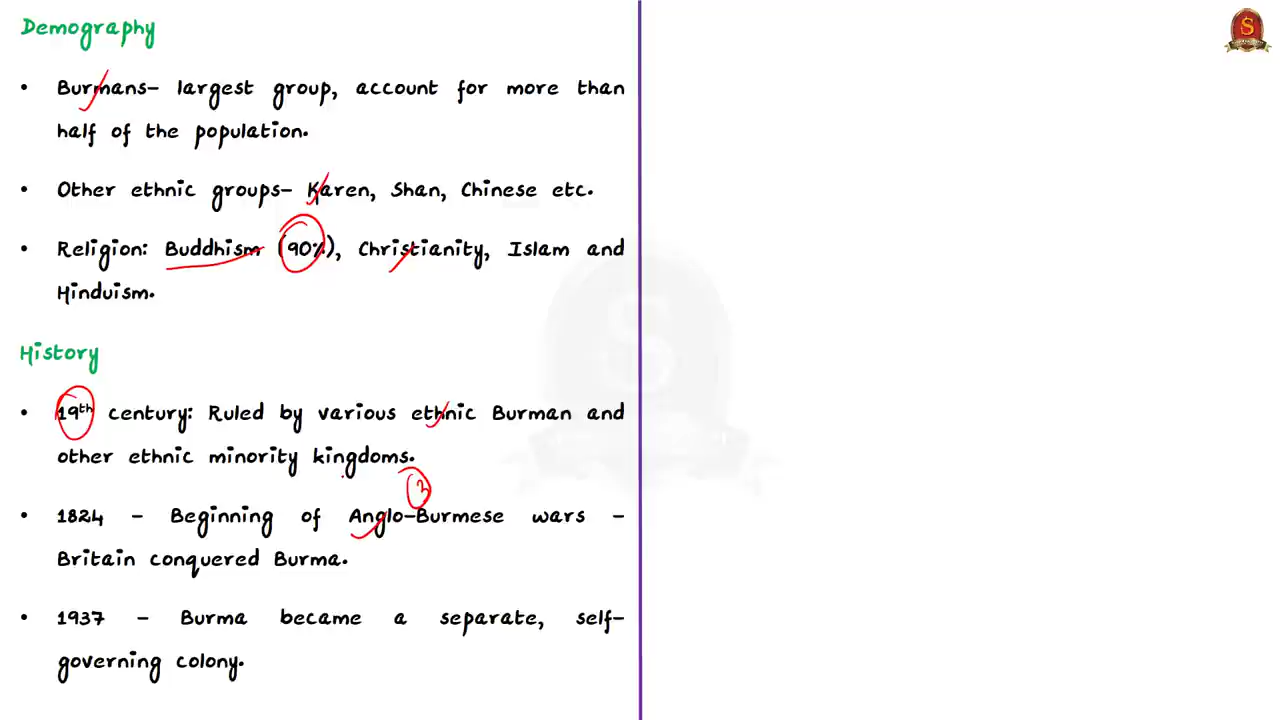 Demography
• Burmans- largest group, account for more than
half of the population.
• Other ethnic groups- Karen, Shan, Chinese etc.
• Religion: Buddhism (90%), Christianity, Islam and
Hinduism.
History
• 19th century: Ruled by various ethnic Burman and
other ethnic minority kingdoms.
3
• 1824 - Beginning of Anglo-Burmese wars -
Britain conquered Burma.
• 1937 - Burma became a separate, self-
governing colony.
S
S